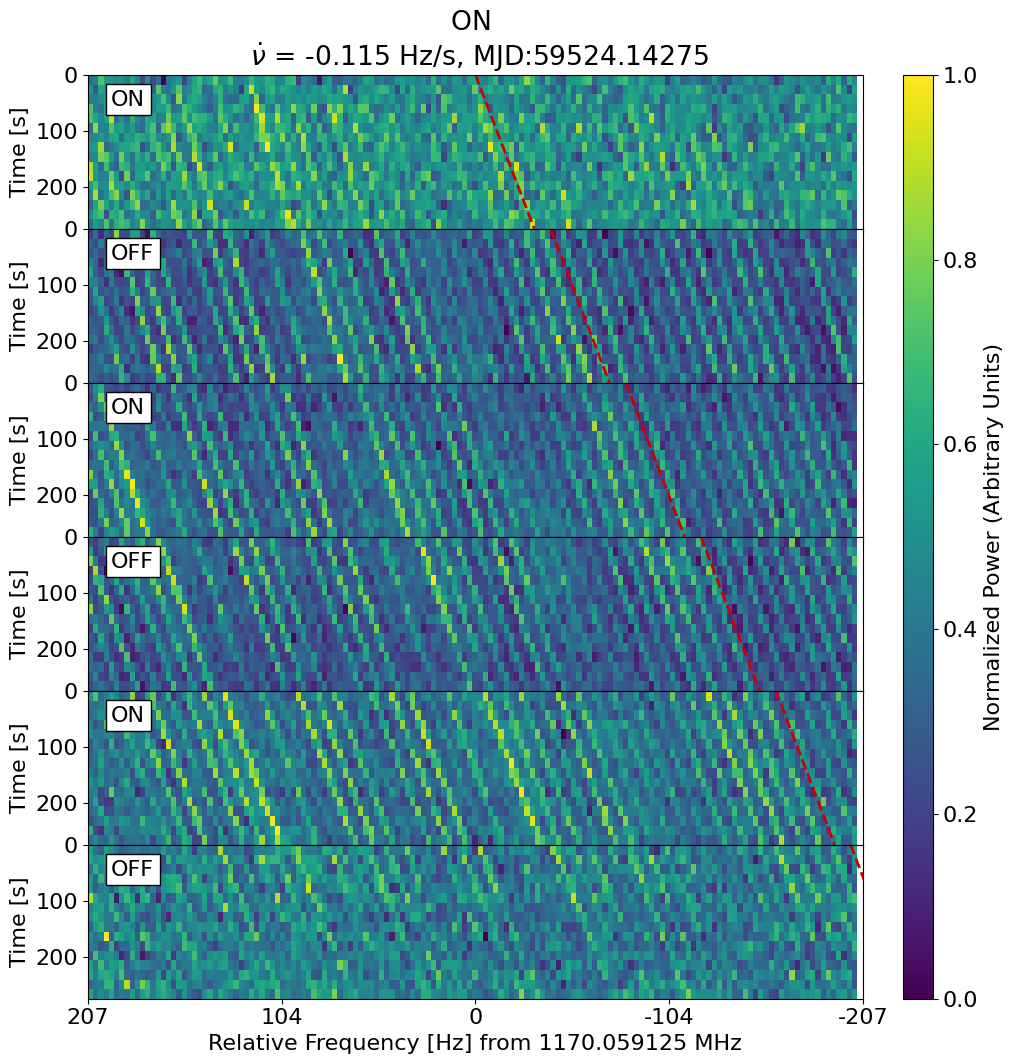 ON
ν̇ = -0.115 Hz/s, MJD:59524.14275
0
100
200
Time [s]
ON
0
100
200
Time [s]
OFF
0
100
200
Time [s]
ON
0
100
200
Time [s]
OFF
0
100
200
Time [s]
ON
0
100
200
Time [s]
OFF
207 104 0 -104 -207
Relative Frequency [Hz] from 1170.059125 MHz
1.0
0.8
0.6
0.4
0.2
0.0
Normalized Power (Arbitrary Units)